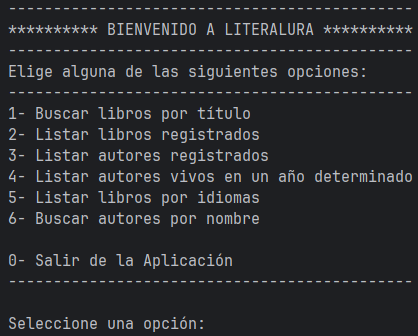 ---------------------------------------------
********** BIENVENIDO A LITERALURA **********
---------------------------------------------
Elige alguna de las siguientes opciones:
---------------------------------------------
1- Buscar libros por título
2- Listar libros registrados
3- Listar autores registrados
4- Listar autores vivos en un año determinado
5- Listar libros por idiomas
6- Buscar autores por nombre
0- Salir de la Aplicación
---------------------------------------------
Seleccione una opción: